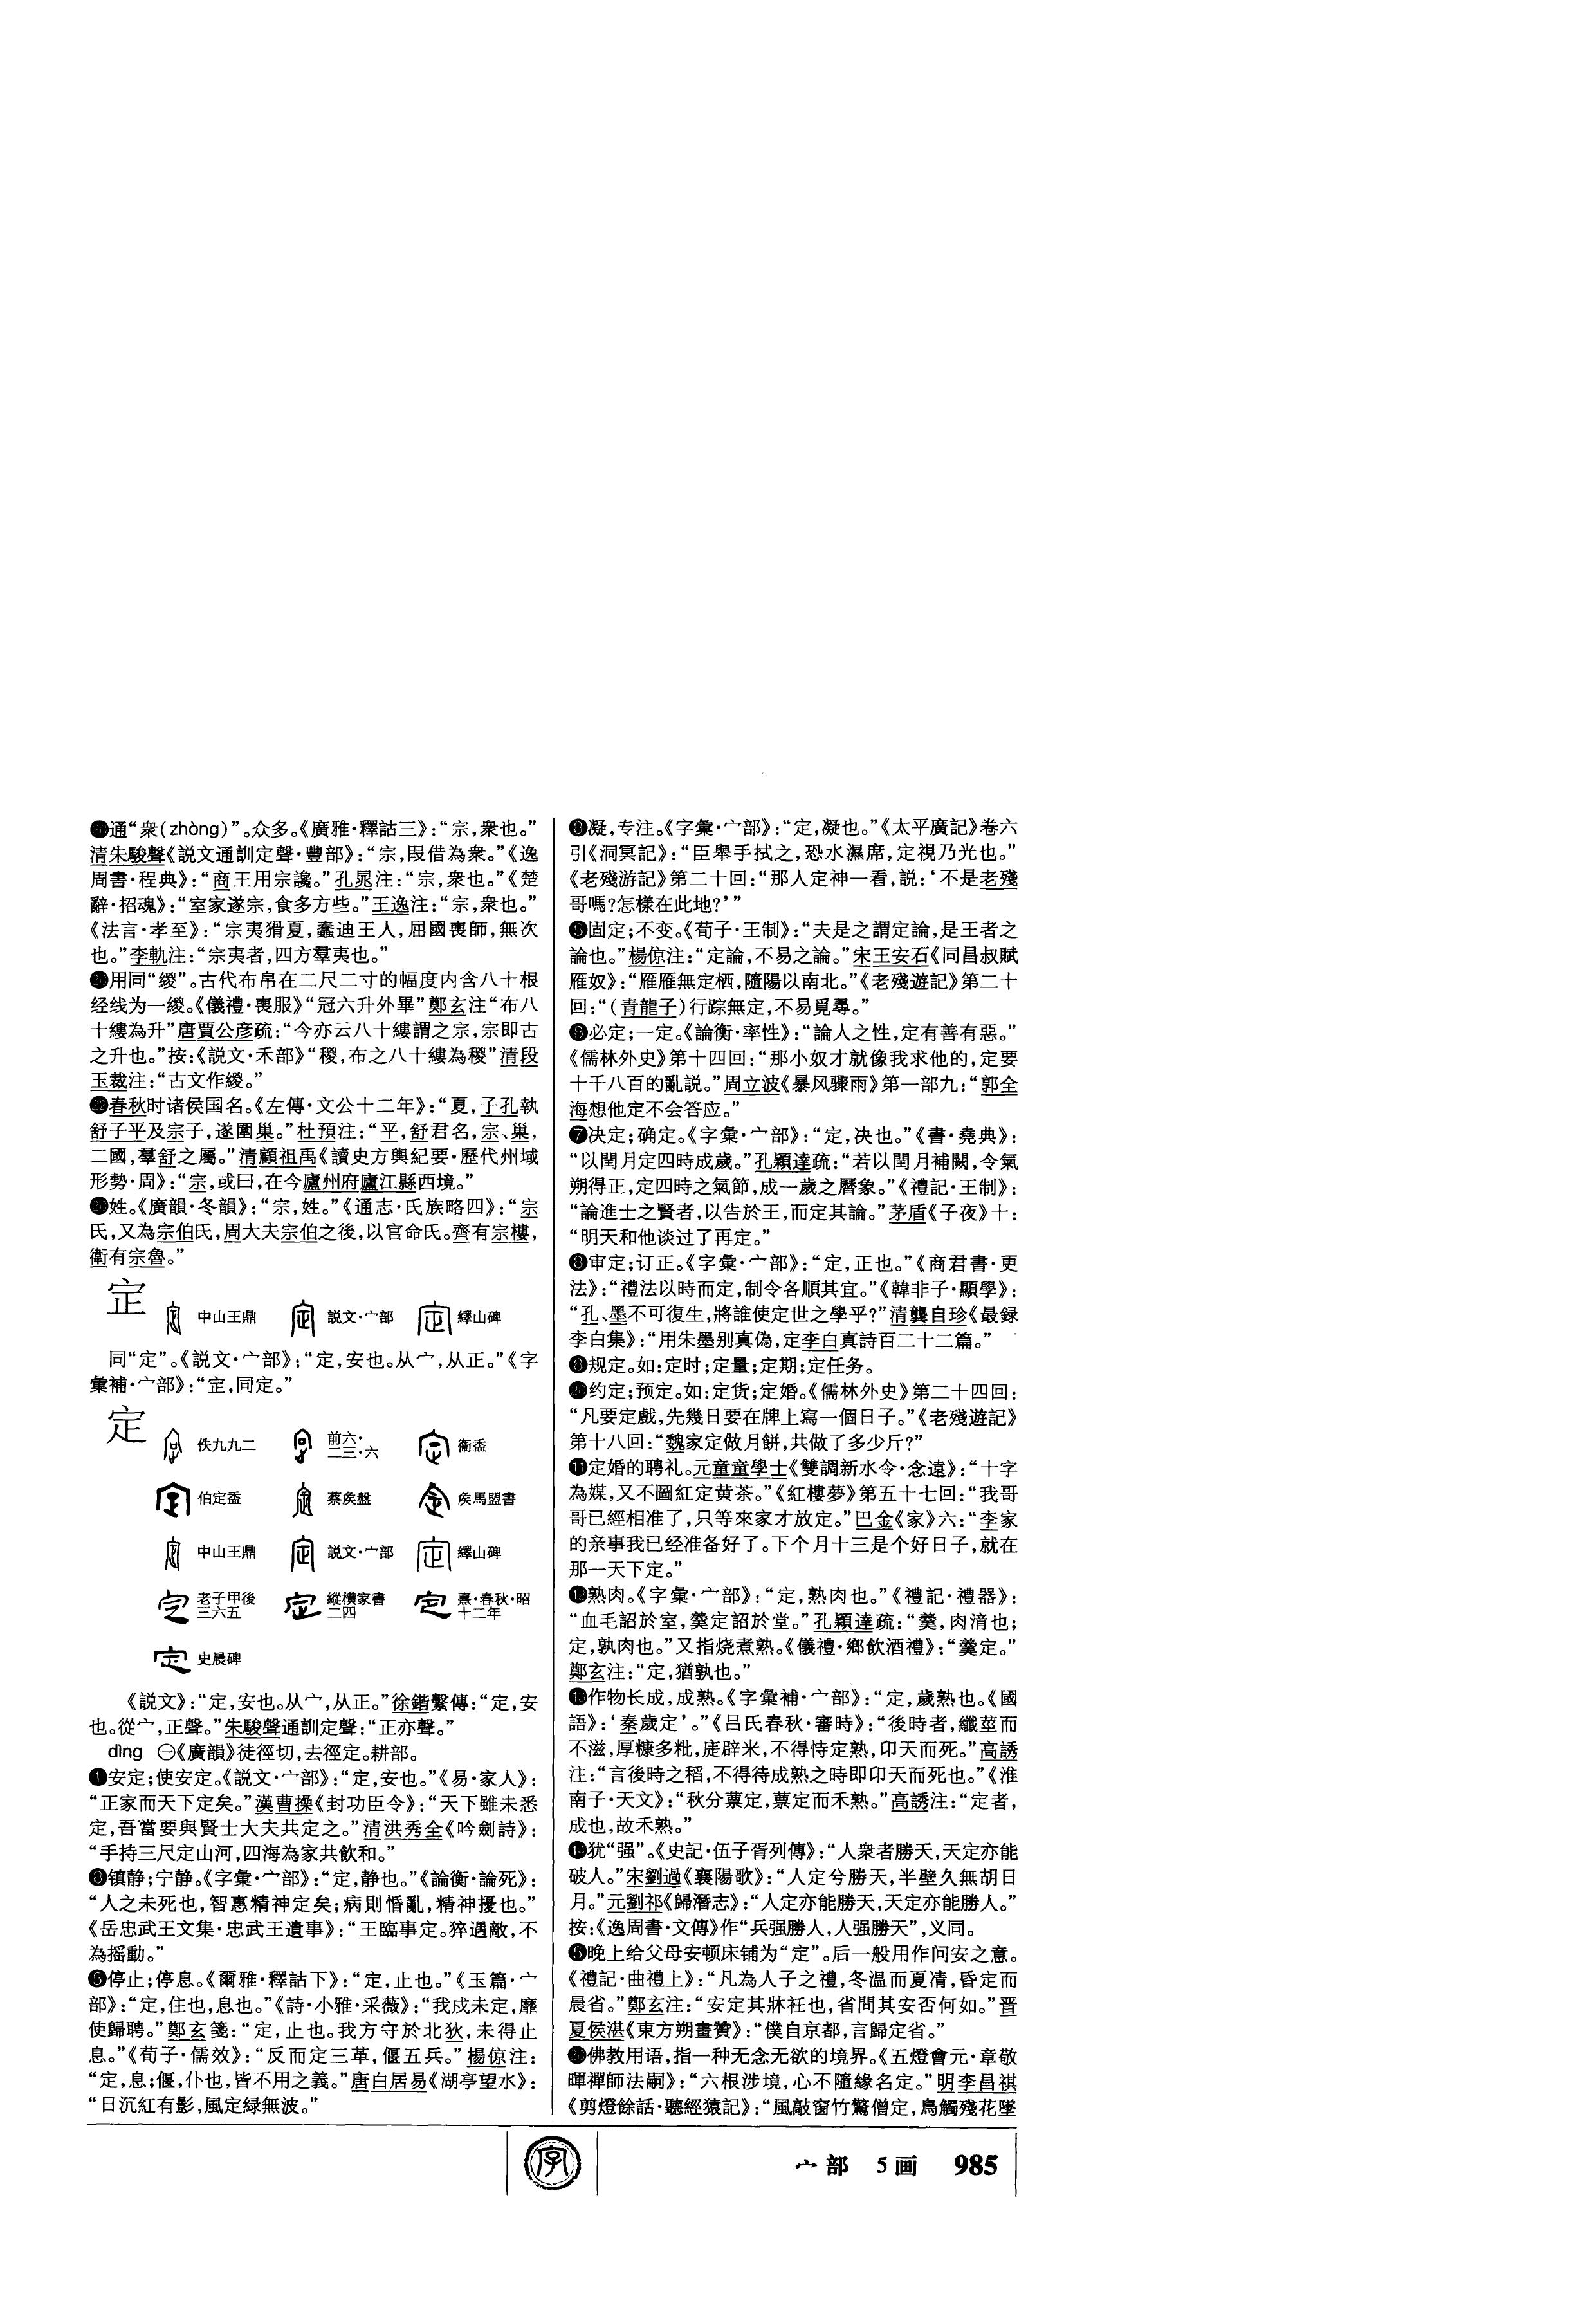 通“衆(zhòng)”。众多。《廣雅·釋詁三》：“宗，衆也。”
清朱駿聲《説文通訓定聲·豐部》：“宗，叚借為衆。”《逸
周書·程典》：“商王用宗讒。”孔晁注：“宗，衆也。”《楚
辭·招魂》：“室家遂宗，食多方些。”王逸注：“宗，衆也。”
《法言·孝至》：“宗夷猾夏，蠢迪王人，屈國喪師，無次
也。”李軌注：“宗夷者，四方羣夷也。”
用同“緵”。古代布帛在二尺二寸的幅度内含八十根
经线为一緵。《儀禮·喪服》“冠六升外畢”鄭玄注“布八
十縷為升”唐賈公彦疏：“今亦云八十縷謂之宗，宗即古
之升也。”按：《説文·禾部》“稯，布之八十縷為稯”清段
玉裁注：“古文作緵。”
春秋时诸侯国名。《左傳·文公十二年》：“夏，子孔執
舒子平及宗子，遂圍巢。”杜預注：“平，舒君名，宗、巢，
二國，羣舒之屬。”清顧祖禹《讀史方輿紀要·歷代州域
形勢·周》：“宗，或曰，在今廬州府廬江縣西境。”
姓。《廣韻·冬韻》：“宗，姓。”《通志·氏族略四》：“宗
氏，又為宗伯氏，周大夫宗伯之後，以官命氏。齊有宗樓，
衛有宗魯。”
㝎
中山王鼎 説文·宀部 繹山碑
同“定”。《説文·宀部》：“定，安也。从宀，从正。”《字
彙補·宀部》：“㝎，同定。”
定
佚九九二 前六·二三·六 衞盉
伯定盉 蔡矦盤 矦馬盟書
中山王鼎 説文·宀部 繹山碑
老子甲後三六五 縱横家書二四 熹·春秋·昭十二年
史晨碑
《説文》：“定，安也。从宀，从正。”徐鍇繫傳：“定，安
也。從宀，正聲。”朱駿聲通訓定聲：“正亦聲。”
dìng ㊀《廣韻》徒徑切，去徑定。耕部。
❶安定；使安定。《説文·宀部》：“定，安也。”《易·家人》：
“正家而天下定矣。”漢曹操《封功臣令》：“天下雖未悉
定，吾當要與賢士大夫共定之。”清洪秀全《吟劍詩》：
“手持三尺定山河，四海為家共飲和。”
镇静；宁静。《字彙·宀部》：“定，静也。”《論衡·論死》：
“人之未死也，智惠精神定矣；病則惛亂，精神擾也。”
《岳忠武王文集·忠武王遺事》：“王臨事定。猝遇敵，不
為摇動。”
停止；停息。《爾雅·釋詁下》：“定，止也。”《玉篇·宀
部》：“定，住也，息也。”《詩·小雅·采薇》：“我戍未定，靡
使歸聘。”鄭玄箋：“定，止也。我方守於北狄，未得止
息。”《荀子·儒效》：“反而定三革，偃五兵。”楊倞注：
“定，息；偃，仆也，皆不用之義。”唐白居易《湖亭望水》：
“日沉紅有影，風定緑無波。”
凝，专注。《字彙·宀部》：“定，凝也。”《太平廣記》卷六
引《洞冥記》：“臣舉手拭之，恐水濕席，定視乃光也。”
《老殘游記》第二十回：“那人定神一看，説：‘不是老殘
哥嗎？怎樣在此地？’”
固定；不变。《荀子·王制》：“夫是之謂定論，是王者之
論也。”楊倞注：“定論，不易之論。”宋王安石《同昌叔賦
雁奴》：“雁雁無定栖，隨陽以南北。”《老殘遊記》第二十
回：“（青龍子）行踪無定，不易覓尋。”
必定；一定。《論衡·率性》：“論人之性，定有善有惡。”
《儒林外史》第十四回：“那小奴才就像我求他的，定要
十千八百的亂説。”周立波《暴风骤雨》第一部九：“郭全
海想他定不会答应。”
❼决定；确定。《字彙·宀部》：“定，决也。”《書·堯典》：
“以閏月定四時成歲。”孔穎達疏：“若以閏月補闕，令氣
朔得正，定四時之氣節，成一歲之曆象。”《禮記·王制》：
“論進士之賢者，以告於王，而定其論。”茅盾《子夜》十：
“明天和他谈过了再定。”
審定；订正。《字彙·宀部》：“定，正也。”《商君書·更
法》：“禮法以時而定，制令各順其宜。”《韓非子·顯學》：
“孔、墨不可復生，將誰使定世之學乎？”清龔自珍《最録
李白集》：“用朱墨别真偽，定李白真詩百二十二篇。”
规定。如：定时；定量；定期；定任务。
约定；预定。如：定货；定婚。《儒林外史》第二十四回：
“凡要定戲，先幾日要在牌上寫一個日子。”《老殘遊記》
第十八回：“魏家定做月餅，共做了多少斤？”
⓫定婚的聘礼。元童童學士《雙調新水令·念遠》：“十字
為媒，又不圖紅定黄茶。”《紅樓夢》第五十七回：“我哥
哥已經相准了，只等來家才放定。”巴金《家》六：“李家
的亲事我已经准备好了。下个月十三是个好日子，就在
那一天下定。”
⓬熟肉。《字彙·宀部》：“定，熟肉也。”《禮記·禮器》：
“血毛詔於室，羹定詔於堂。”孔穎達疏：“羹，肉湇也；
定，孰肉也。”又指烧煮熟。《儀禮·鄉飲酒禮》：“羹定。”
鄭玄注：“定，猶孰也。”
作物长成，成熟。《字彙補·宀部》：“定，歲熟也。《國
語》：‘秦歲定’。”《吕氏春秋·審時》：“後時者，纖莖而
不滋，厚糠多粃，庢辟米，不得恃定熟，卬天而死。”高誘
注：“言後時之稻，不得待成熟之時即卬天而死也。”《淮
南子·天文》：“秋分蔈定，蔈定而禾熟。”高誘注：“定者，
成也，故禾熟。”
犹“强”。《史記·伍子胥列傳》：“人衆者勝天，天定亦能
破人。”宋劉過《襄陽歌》：“人定兮勝天，半壁久無胡日
月。”元劉祁《歸潛志》：“人定亦能勝天，天定亦能勝人。”
按：《逸周書·文傳》作“兵强勝人，人强勝天”，义同。
晚上给父母安顿床铺为“定”。后一般用作问安之意。
《禮記·曲禮上》：“凡為人子之禮，冬温而夏凊，昏定而
晨省。”鄭玄注：“安定其牀衽也，省問其安否何如。”晋
夏侯湛《東方朔畫贊》：“僕自京都，言歸定省。”
佛教用语，指一种无念无欲的境界。《五燈會元·章敬
暉禪師法嗣》：“六根涉境，心不隨緣名定。”明李昌祺
《剪燈餘話·聽經猿記》：“風敲窗竹驚僧定，鳥觸殘花墜
字
宀部 5画 985